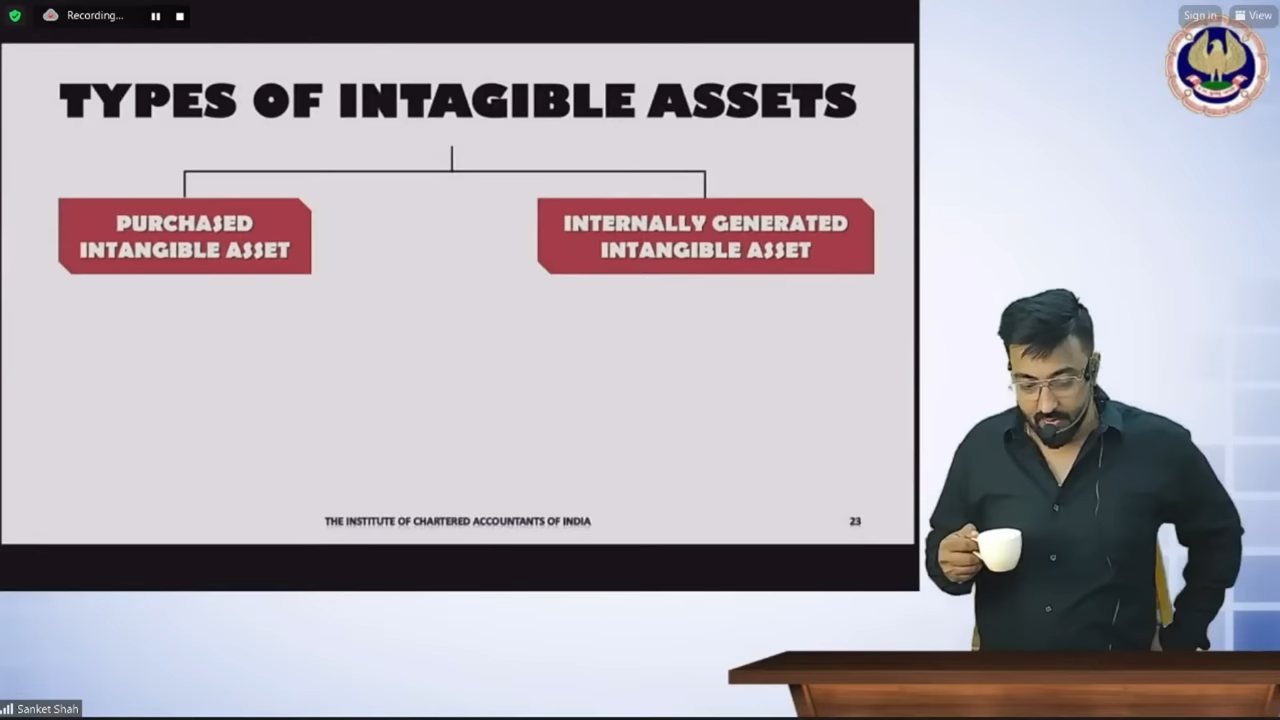 Recording...
Sign in
View
TYPES OF INTAGIBLE ASSETS
PURCHASED
INTANGIBLE ASSET
INTERNALLY GENERATED
INTANGIBLE ASSET
THE INSTITUTE OF CHARTERED ACCOUNTANTS OF INDIA
23
Sanket Shah